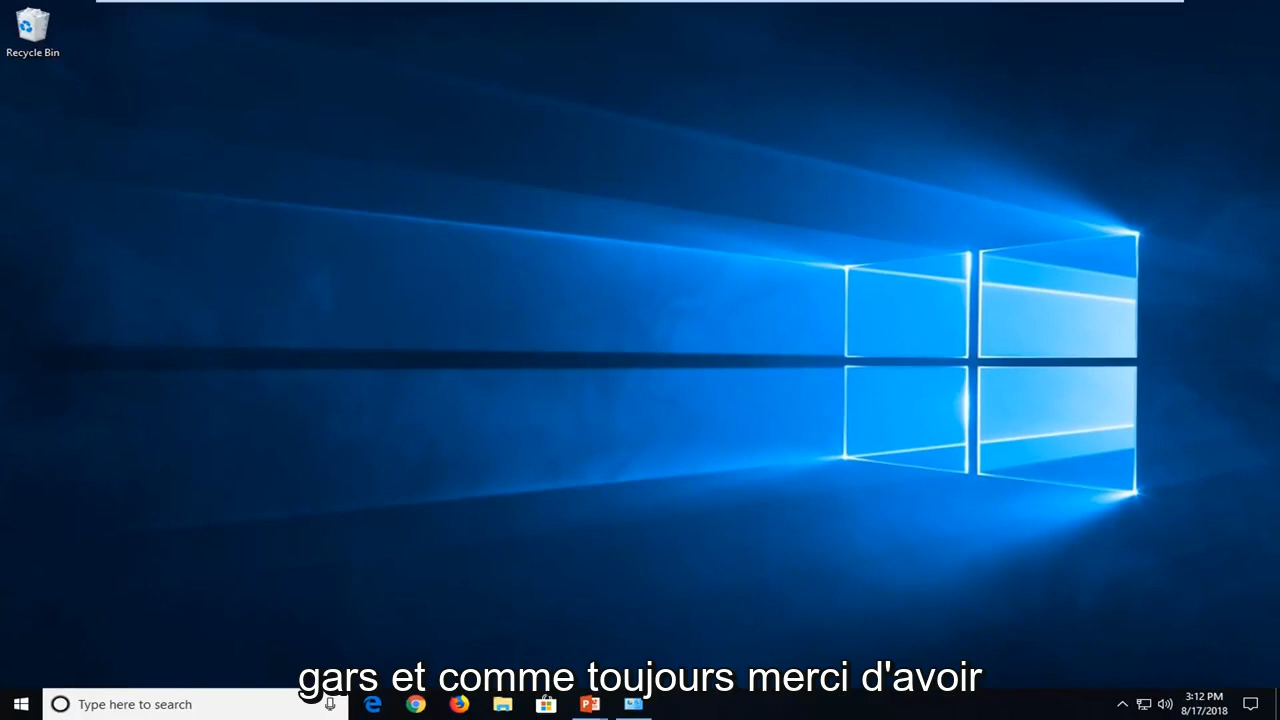 Recycle Bin
gars et comme toujours merci d'avoir
Type here to search
3:12 PM
8/17/2018